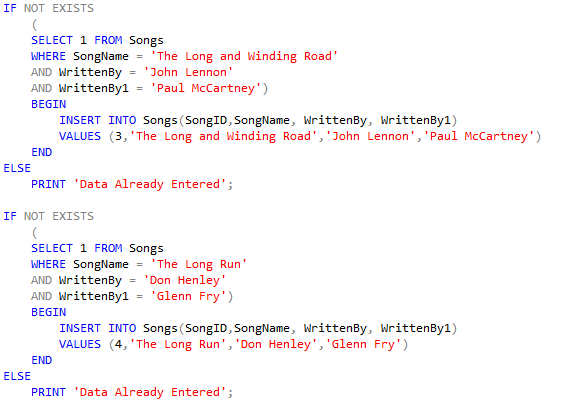 IF NOT EXISTS
(
SELECT 1 FROM Songs
WHERE SongName = 'The Long and Winding Road'
AND WrittenBy = 'John Lennon'
AND WrittenBy1 = 'Paul McCartney')
BEGIN
INSERT INTO Songs(SongID,SongName, WrittenBy, WrittenBy1)
VALUES (3,'The Long and Winding Road','John Lennon','Paul McCartney')
END
ELSE
PRINT 'Data Already Entered';
IF NOT EXISTS
(
SELECT 1 FROM Songs
WHERE SongName = 'The Long Run'
AND WrittenBy = 'Don Henley'
AND WrittenBy1 = 'Glenn Fry')
BEGIN
INSERT INTO Songs(SongID,SongName, WrittenBy, WrittenBy1)
VALUES (4,'The Long Run','Don Henley','Glenn Fry')
END
ELSE
PRINT 'Data Already Entered';